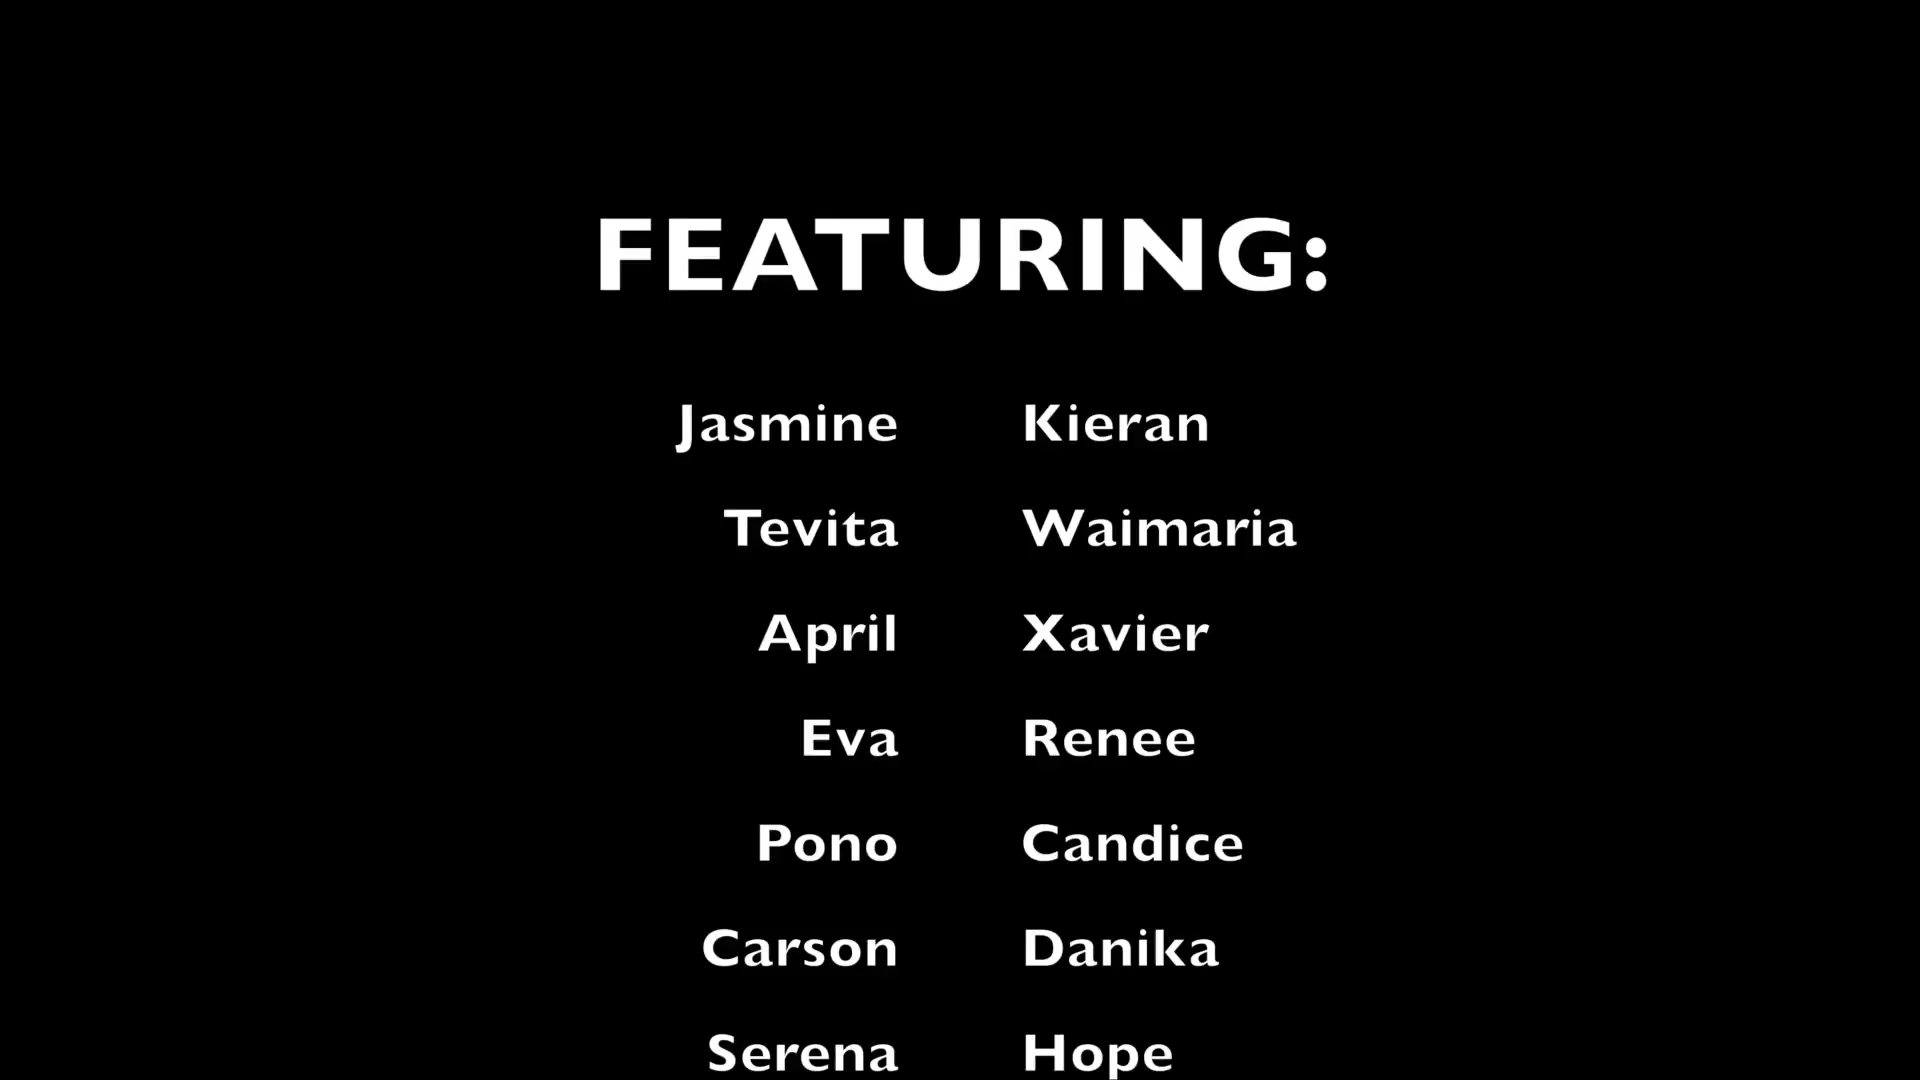 FEATURING:
Jasmine Kieran
Tevita Waimaria
April Xavier
Eva Renee
Pono Candice
Carson Danika
Serena Hope